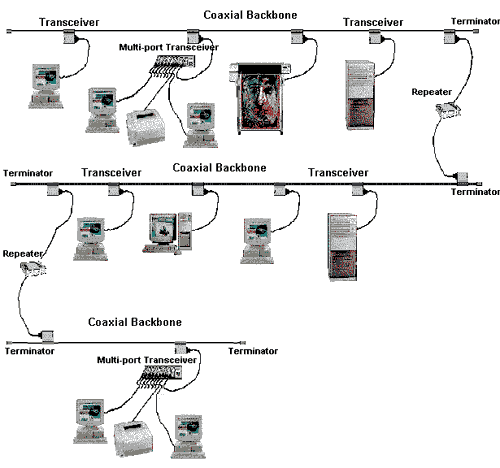 Coaxial Backbone
Transceiver
Transceiver
Terminator
Multi-port Transceiver
Repeater
Coaxial Backbone
Terminator
Transceiver
Transceiver
Terminator
Repeater
Coaxial Backbone
Terminator
Terminator
Multi-port Transceiver